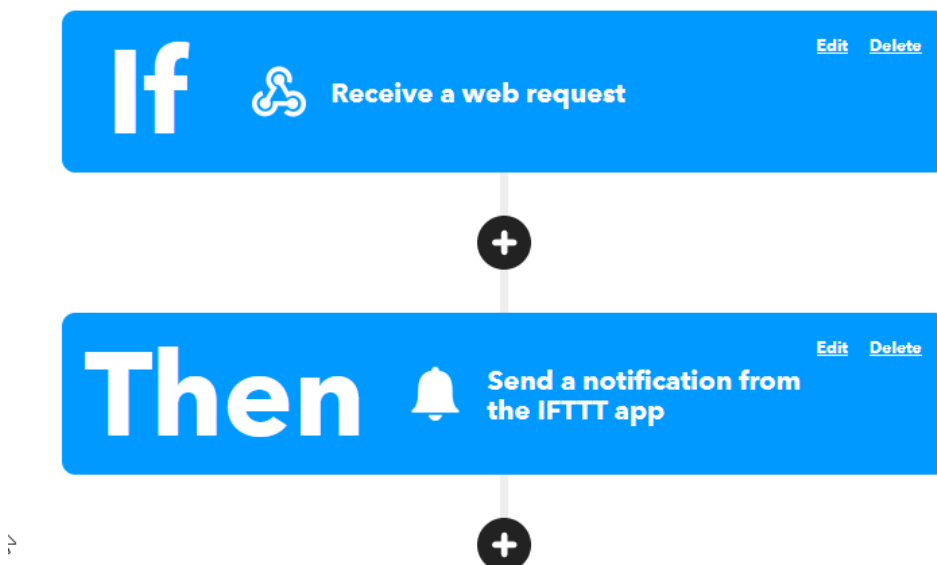 If
Receive a web request
Edit Delete
Then
Send a notification from
the IFTTT app
Edit Delete